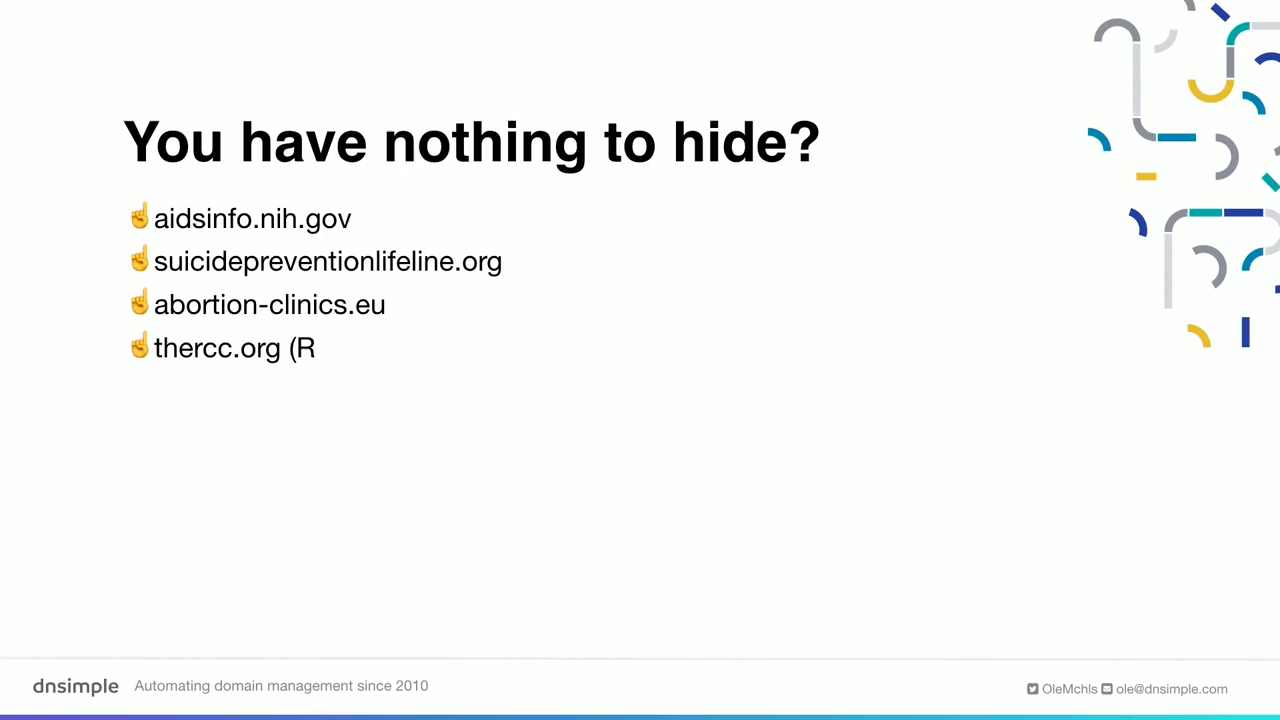 You have nothing to hide?
☝aidsinfo.nih.gov
☝suicidepreventionlifeline.org
☝abortion-clinics.eu
☝thercc.org (R
dnsimple Automating domain management since 2010
OleMchls ole@dnsimple.com